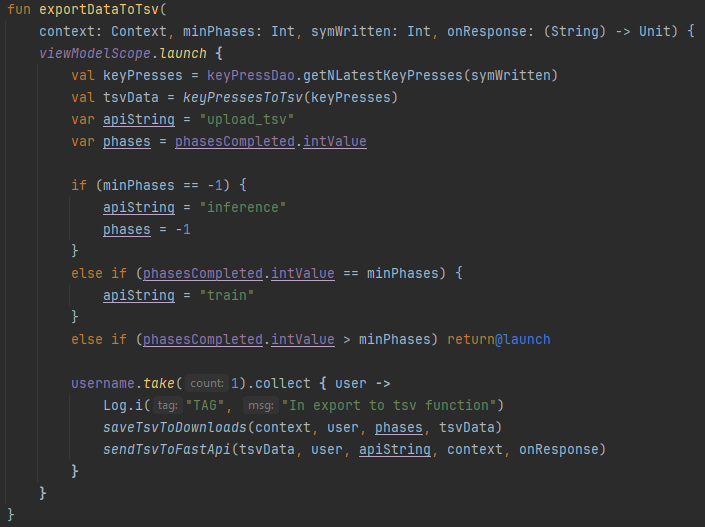 fun exportDataToTsv(
    context: Context, minPhases: Int, symWritten: Int, onResponse: (String) -> Unit) {
    viewModelScope.launch {
        val keyPresses = keyPressDao.getNLatestKeyPresses(symWritten)
        val tsvData = keyPressesToTsv(keyPresses)
        var apiString = "upload_tsv"
        var phases = phasesCompleted.intValue

        if (minPhases == -1) {
            apiString = "inference"
            phases = -1
        }
        else if (phasesCompleted.intValue == minPhases) {
            apiString = "train"
        }
        else if (phasesCompleted.intValue > minPhases) return@launch

        username.take( count: 1).collect { user ->
            Log.i( tag: "TAG", msg: "In export to tsv function")
            saveTsvToDownloads(context, user, phases, tsvData)
            sendTsvToFastApi(tsvData, user, apiString, context, onResponse)
        }
    }
}